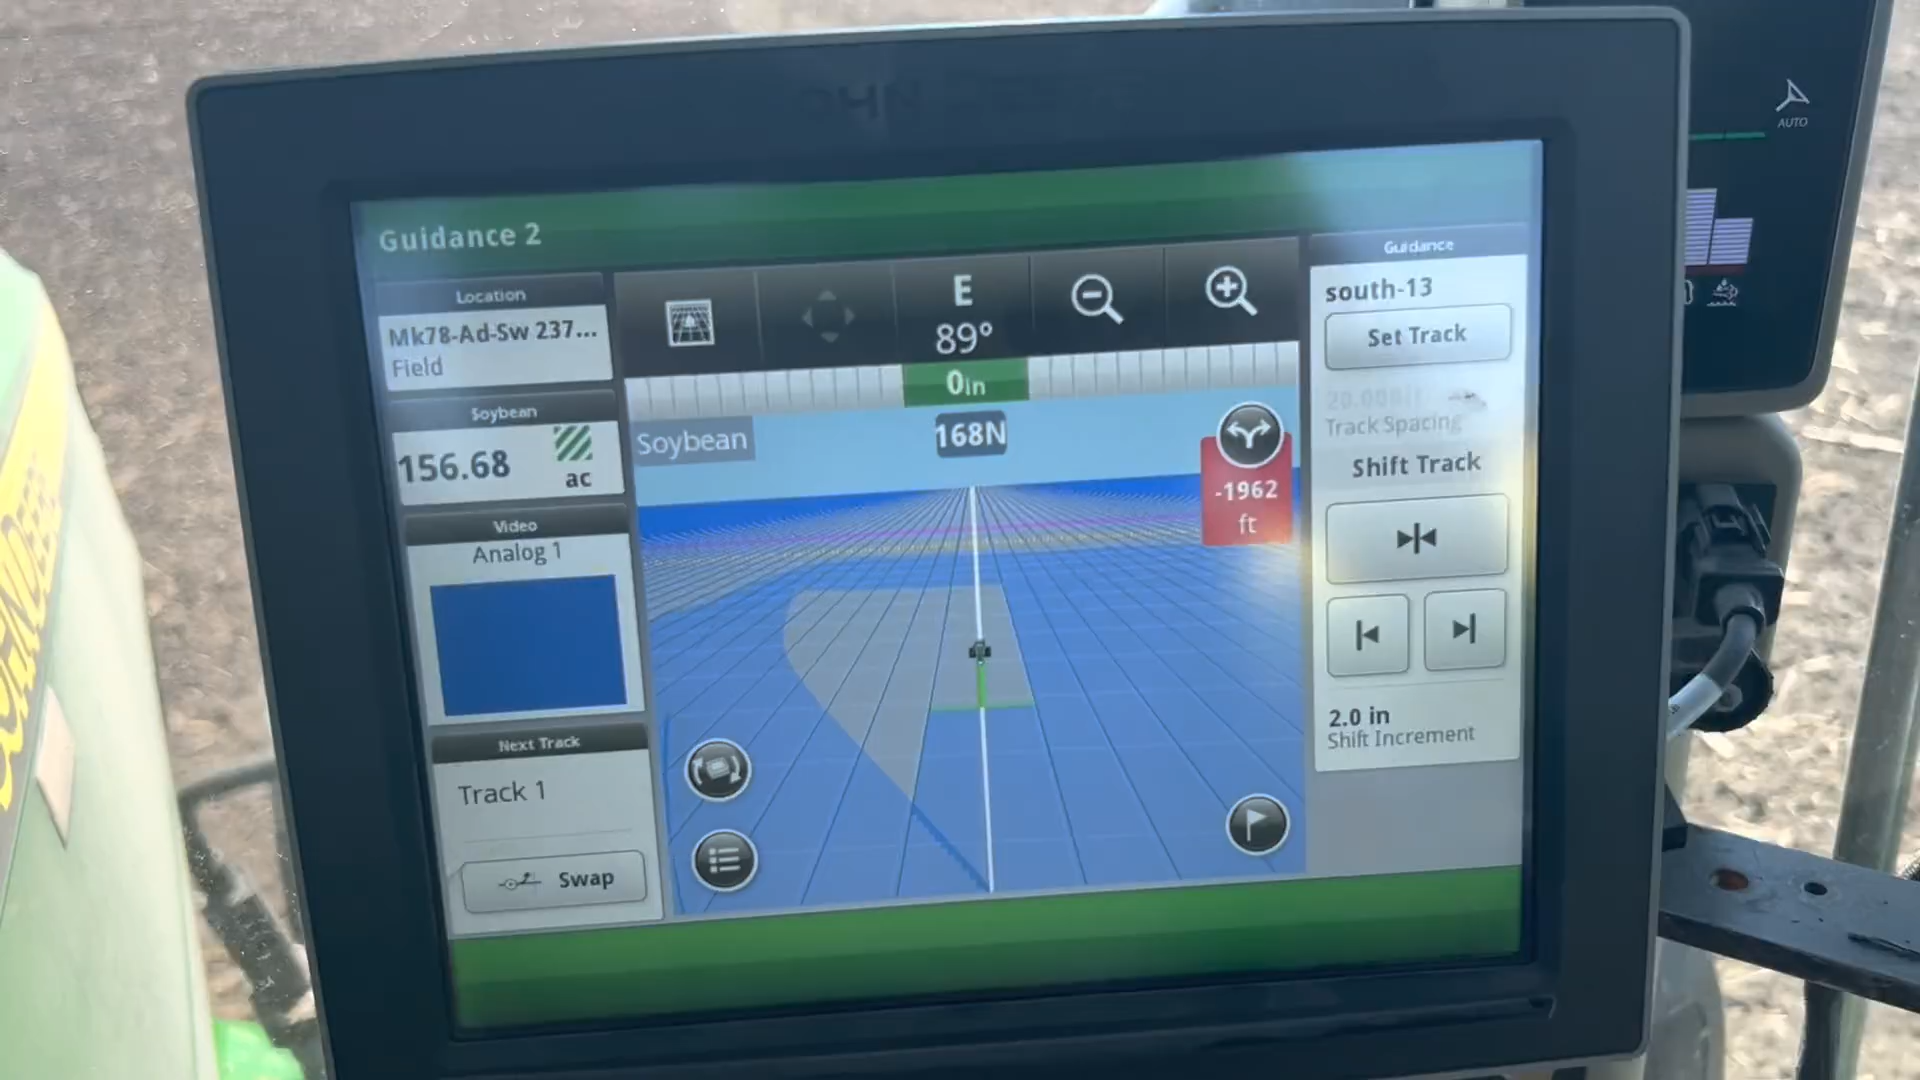 Guidance 2
Location
Mk78-Ad-Sw 237...
Field
Soybean
156.68
ac
Video
Analog 1
Next Track
Track 1
Swap
E
89°
0in
Soybean
168N
-1962
ft
Guidance
south-13
Set Track
Track Spacing
Shift Track
2.0 in
Shift Increment
AUTO